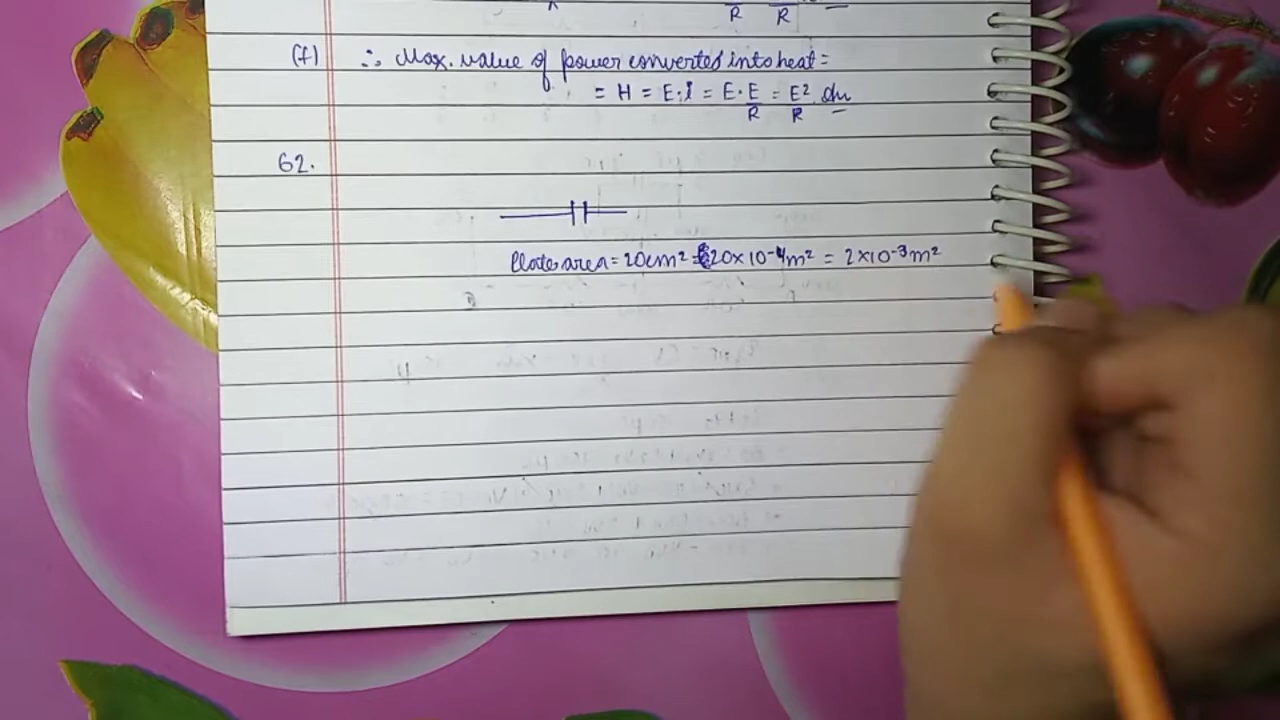 R R
(f) ∴ Max. value of power converted into heat =
= H = E.i = E.E/R = E²/R Ans
62.
Plate area = 20cm² = 20×10⁻⁴m² = 2×10⁻³m²